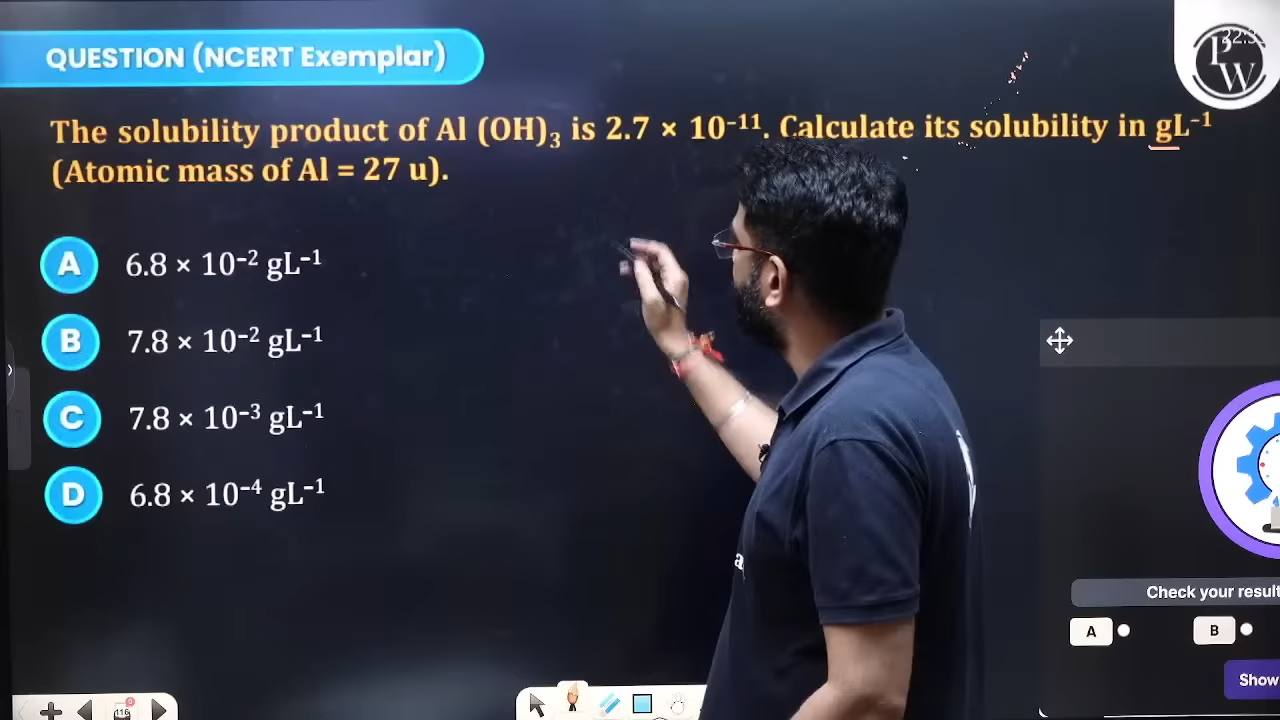 QUESTION (NCERT Exemplar)
The solubility product of Al (OH)₃ is 2.7 × 10⁻¹¹. Calculate its solubility in gL⁻¹
(Atomic mass of Al = 27 u).
A 6.8 × 10⁻² gL⁻¹
B 7.8 × 10⁻² gL⁻¹
C 7.8 × 10⁻³ gL⁻¹
D 6.8 × 10⁻⁴ gL⁻¹
PW
Check your result
A
B
Show
116